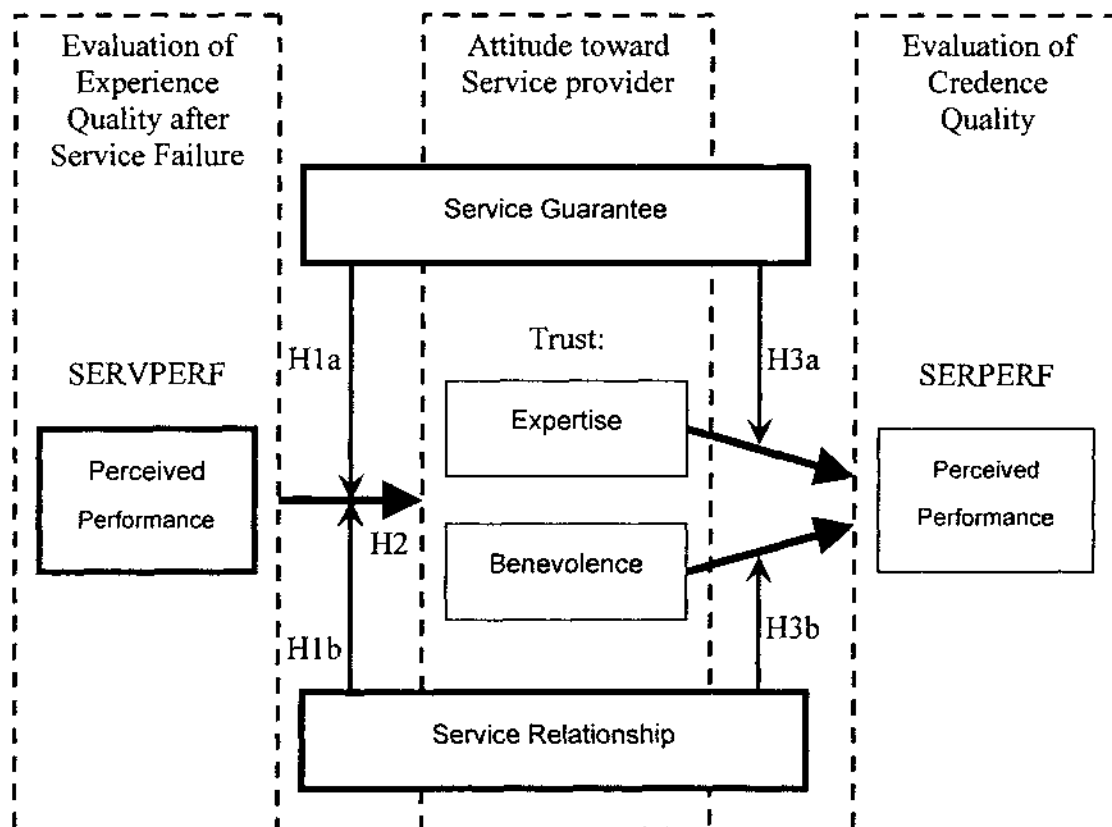 Evaluation of
Experience
Quality after
Service Failure
Attitude toward
Service provider
Evaluation of
Credence
Quality
Service Guarantee
H1a
Trust:
H3a
SERVPERF
SERPERF
Expertise
Perceived
Performance
Perceived
Performance
H2
Benevolence
H1b
H3b
Service Relationship